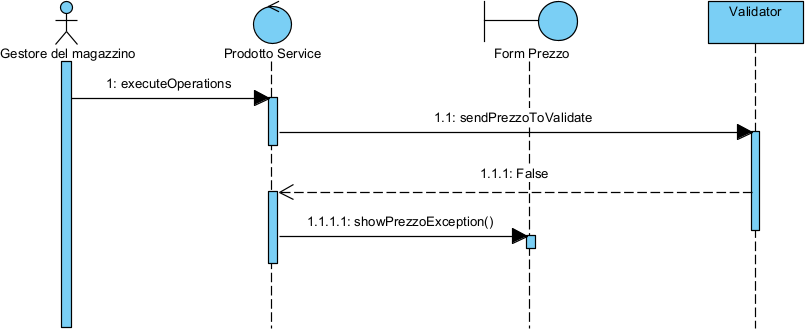 Gestore del magazzino
Prodotto Service
Form Prezzo
Validator
1: executeOperations
1.1: sendPrezzoToValidate
1.1.1: False
1.1.1.1: showPrezzoException()